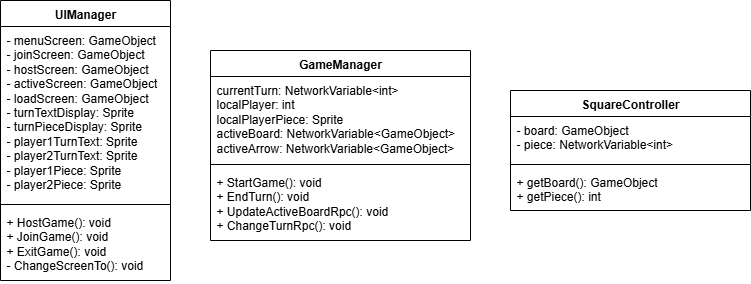 UIManager
- menuScreen: GameObject
- joinScreen: GameObject
- hostScreen: GameObject
- activeScreen: GameObject
- loadScreen: GameObject
- turnTextDisplay: Sprite
- turnPieceDisplay: Sprite
- player1TurnText: Sprite
- player2TurnText: Sprite
- player1Piece: Sprite
- player2Piece: Sprite
+ HostGame(): void
+ JoinGame(): void
+ ExitGame(): void
- ChangeScreenTo(): void
GameManager
currentTurn: NetworkVariable<int>
localPlayer: int
localPlayerPiece: Sprite
activeBoard: NetworkVariable<GameObject>
activeArrow: NetworkVariable<GameObject>
+ StartGame(): void
+ EndTurn(): void
+ UpdateActiveBoardRpc(): void
+ ChangeTurnRpc(): void
SquareController
- board: GameObject
- piece: NetworkVariable<int>
+ getBoard(): GameObject
+ getPiece(): int